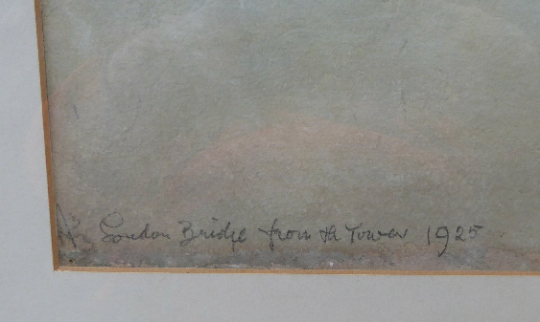 London Bridge from the Tower 1925